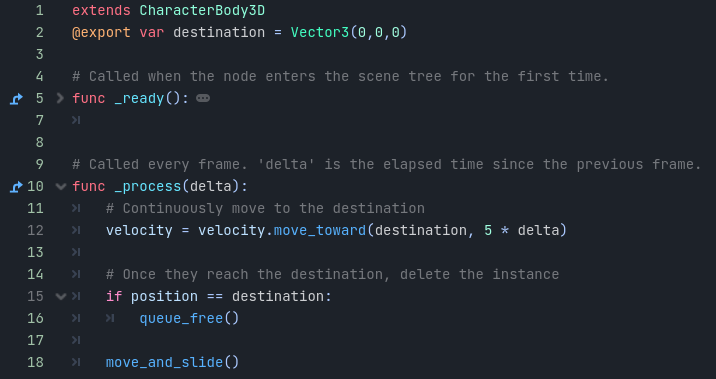 1 extends CharacterBody3D
2 @export var destination = Vector3(0,0,0)
3
4 # Called when the node enters the scene tree for the first time.
5 func _ready():
7
8
9 # Called every frame. 'delta' is the elapsed time since the previous frame.
10 func _process(delta):
11 # Continuously move to the destination
12 velocity = velocity.move_toward(destination, 5 * delta)
13
14 # Once they reach the destination, delete the instance
15 if position == destination:
16 queue_free()
17
18 move_and_slide()